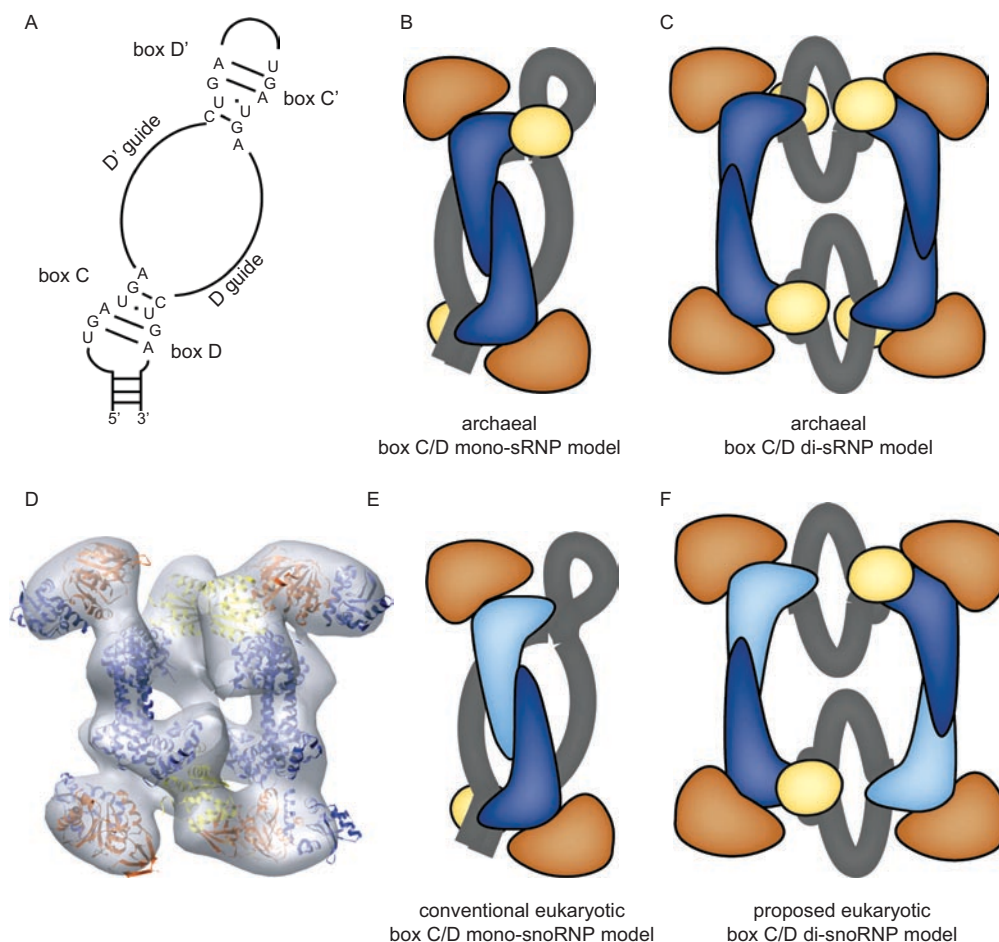 A
box D'
A
G
U
C
U
G
A
U
G
A
box C'
D' guide
D guide
box C
A
G
U
A
G
U
C
U
G
A
box D
5' 3'
B
archaeal
box C/D mono-sRNP model
C
archaeal
box C/D di-sRNP model
D
E
conventional eukaryotic
box C/D mono-snoRNP model
F
proposed eukaryotic
box C/D di-snoRNP model